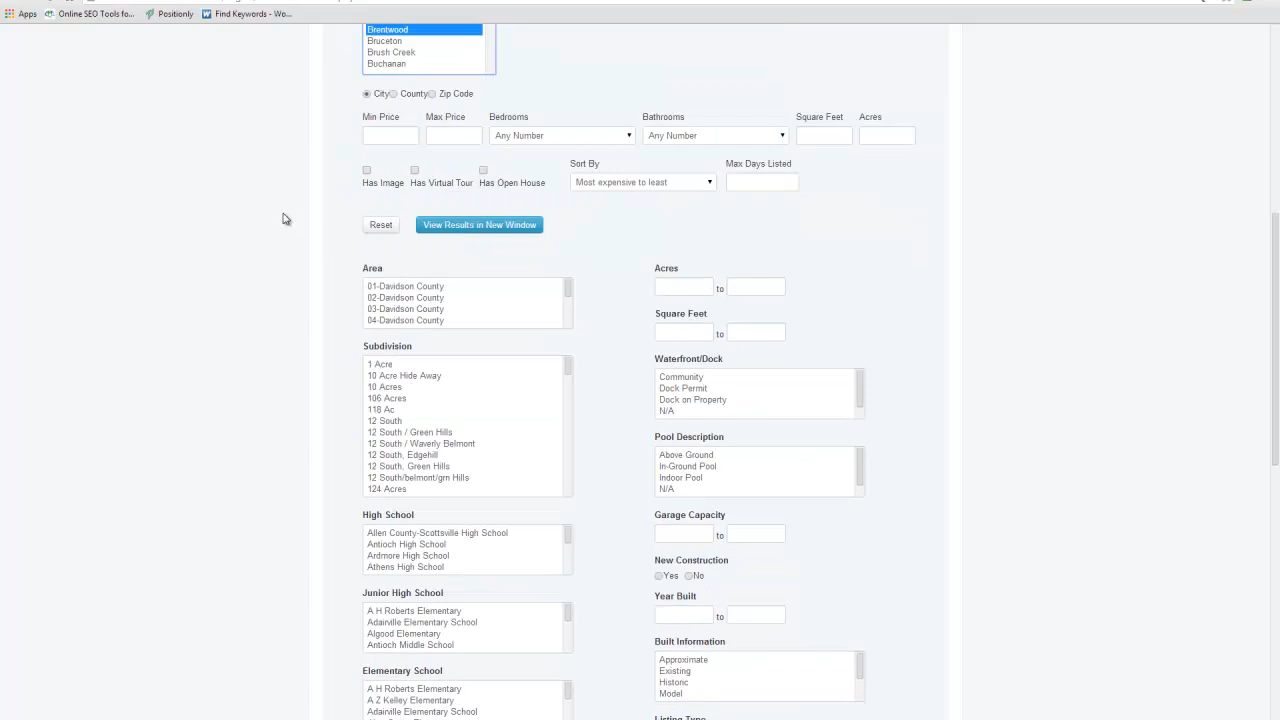 Apps Online SEO Tools fo... Positionly Find Keywords - Wo...
Brentwood
Bruceton
Brush Creek
Buchanan
City County Zip Code
Min Price Max Price Bedrooms Bathrooms Square Feet Acres
Any Number Any Number
Sort By Max Days Listed
Has Image Has Virtual Tour Has Open House
Most expensive to least
Reset View Results in New Window
Area
01-Davidson County
02-Davidson County
03-Davidson County
04-Davidson County
Subdivision
1 Acre
10 Acre Hide Away
10 Acres
106 Acres
118 Ac
12 South
12 South / Green Hills
12 South / Waverly Belmont
12 South, Edgehill
12 South, Green Hills
12 South/belmont/grn Hills
124 Acres
High School
Allen County-Scottsville High School
Antioch High School
Ardmore High School
Athens High School
Junior High School
A H Roberts Elementary
Adairville Elementary School
Algood Elementary
Antioch Middle School
Elementary School
A H Roberts Elementary
A Z Kelley Elementary
Adairville Elementary School
Acres
to
Square Feet
to
Waterfront/Dock
Community
Dock Permit
Dock on Property
N/A
Pool Description
Above Ground
In-Ground Pool
Indoor Pool
N/A
Garage Capacity
to
New Construction
Yes No
Year Built
to
Built Information
Approximate
Existing
Historic
Model
Listing Type